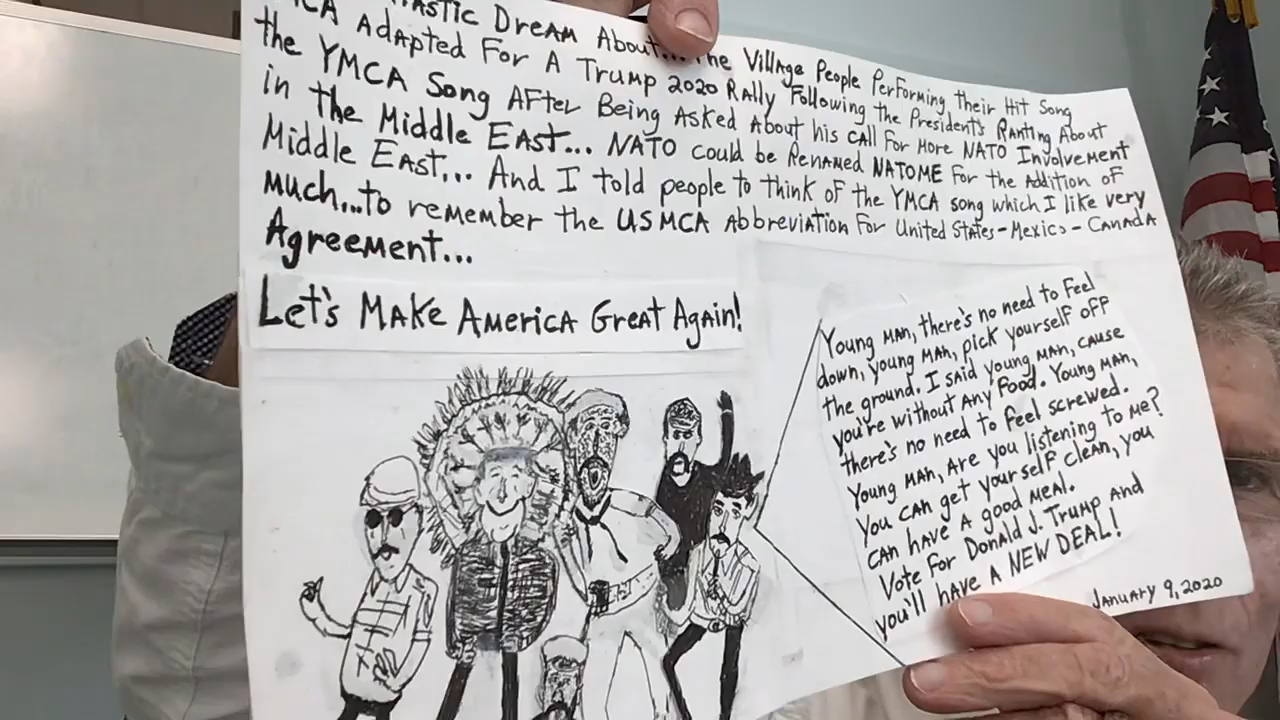 Dream About... The Village People Performing Their Hit Song
Adapted For A Trump 2020 Rally Following the President's Ranting About
the YMCA Song AFter Being Asked About his call For More NATO Involvement
in the Middle East... NATO could be Renamed NATOME For the Addition of
Middle East... And I told people to think of the YMCA song which I like very
much...to remember the USMCA Abbreviation For United States-Mexico-Canada
Agreement...
Let's Make America Great Again!
Young man, there's no need to Feel
down, young man, pick yourself off
the ground. I said young man, cause
you're without any Food. Young man,
there's no need to feel screwed.
Young man, Are you listening to me?
You can get yourself clean, you
can have a good meal.
Vote For Donald J. Trump and
you'll have a NEW DEAL!
January 9, 2020